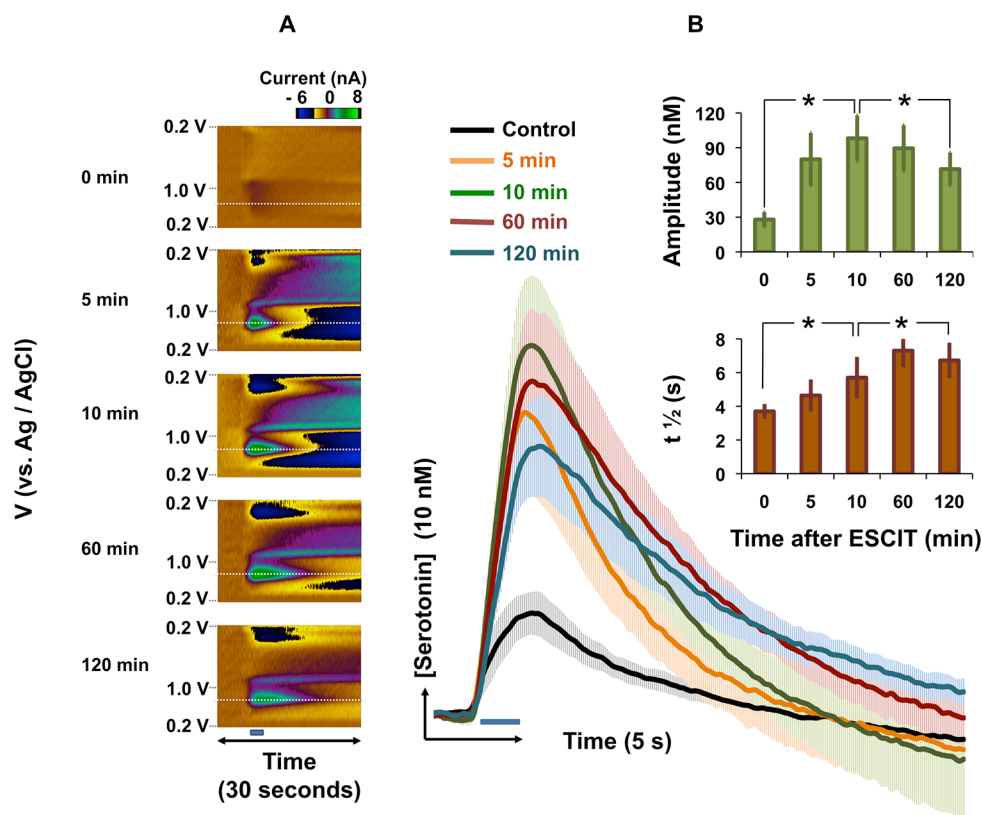 A
B
Current (nA)
- 6 0 8
V (vs. Ag / AgCl)
0 min
0.2 V
1.0 V
0.2 V
5 min
0.2 V
1.0 V
0.2 V
10 min
0.2 V
1.0 V
0.2 V
60 min
0.2 V
1.0 V
0.2 V
120 min
0.2 V
1.0 V
0.2 V
Time
(30 seconds)
Control
5 min
10 min
60 min
120 min
[Serotonin] (10 nM)
Time (5 s)
Amplitude (nM)
120
90
60
30
0
* *
0 5 10 60 120
t ½ (s)
8
6
4
2
0
* *
0 5 10 60 120
Time after ESCIT (min)